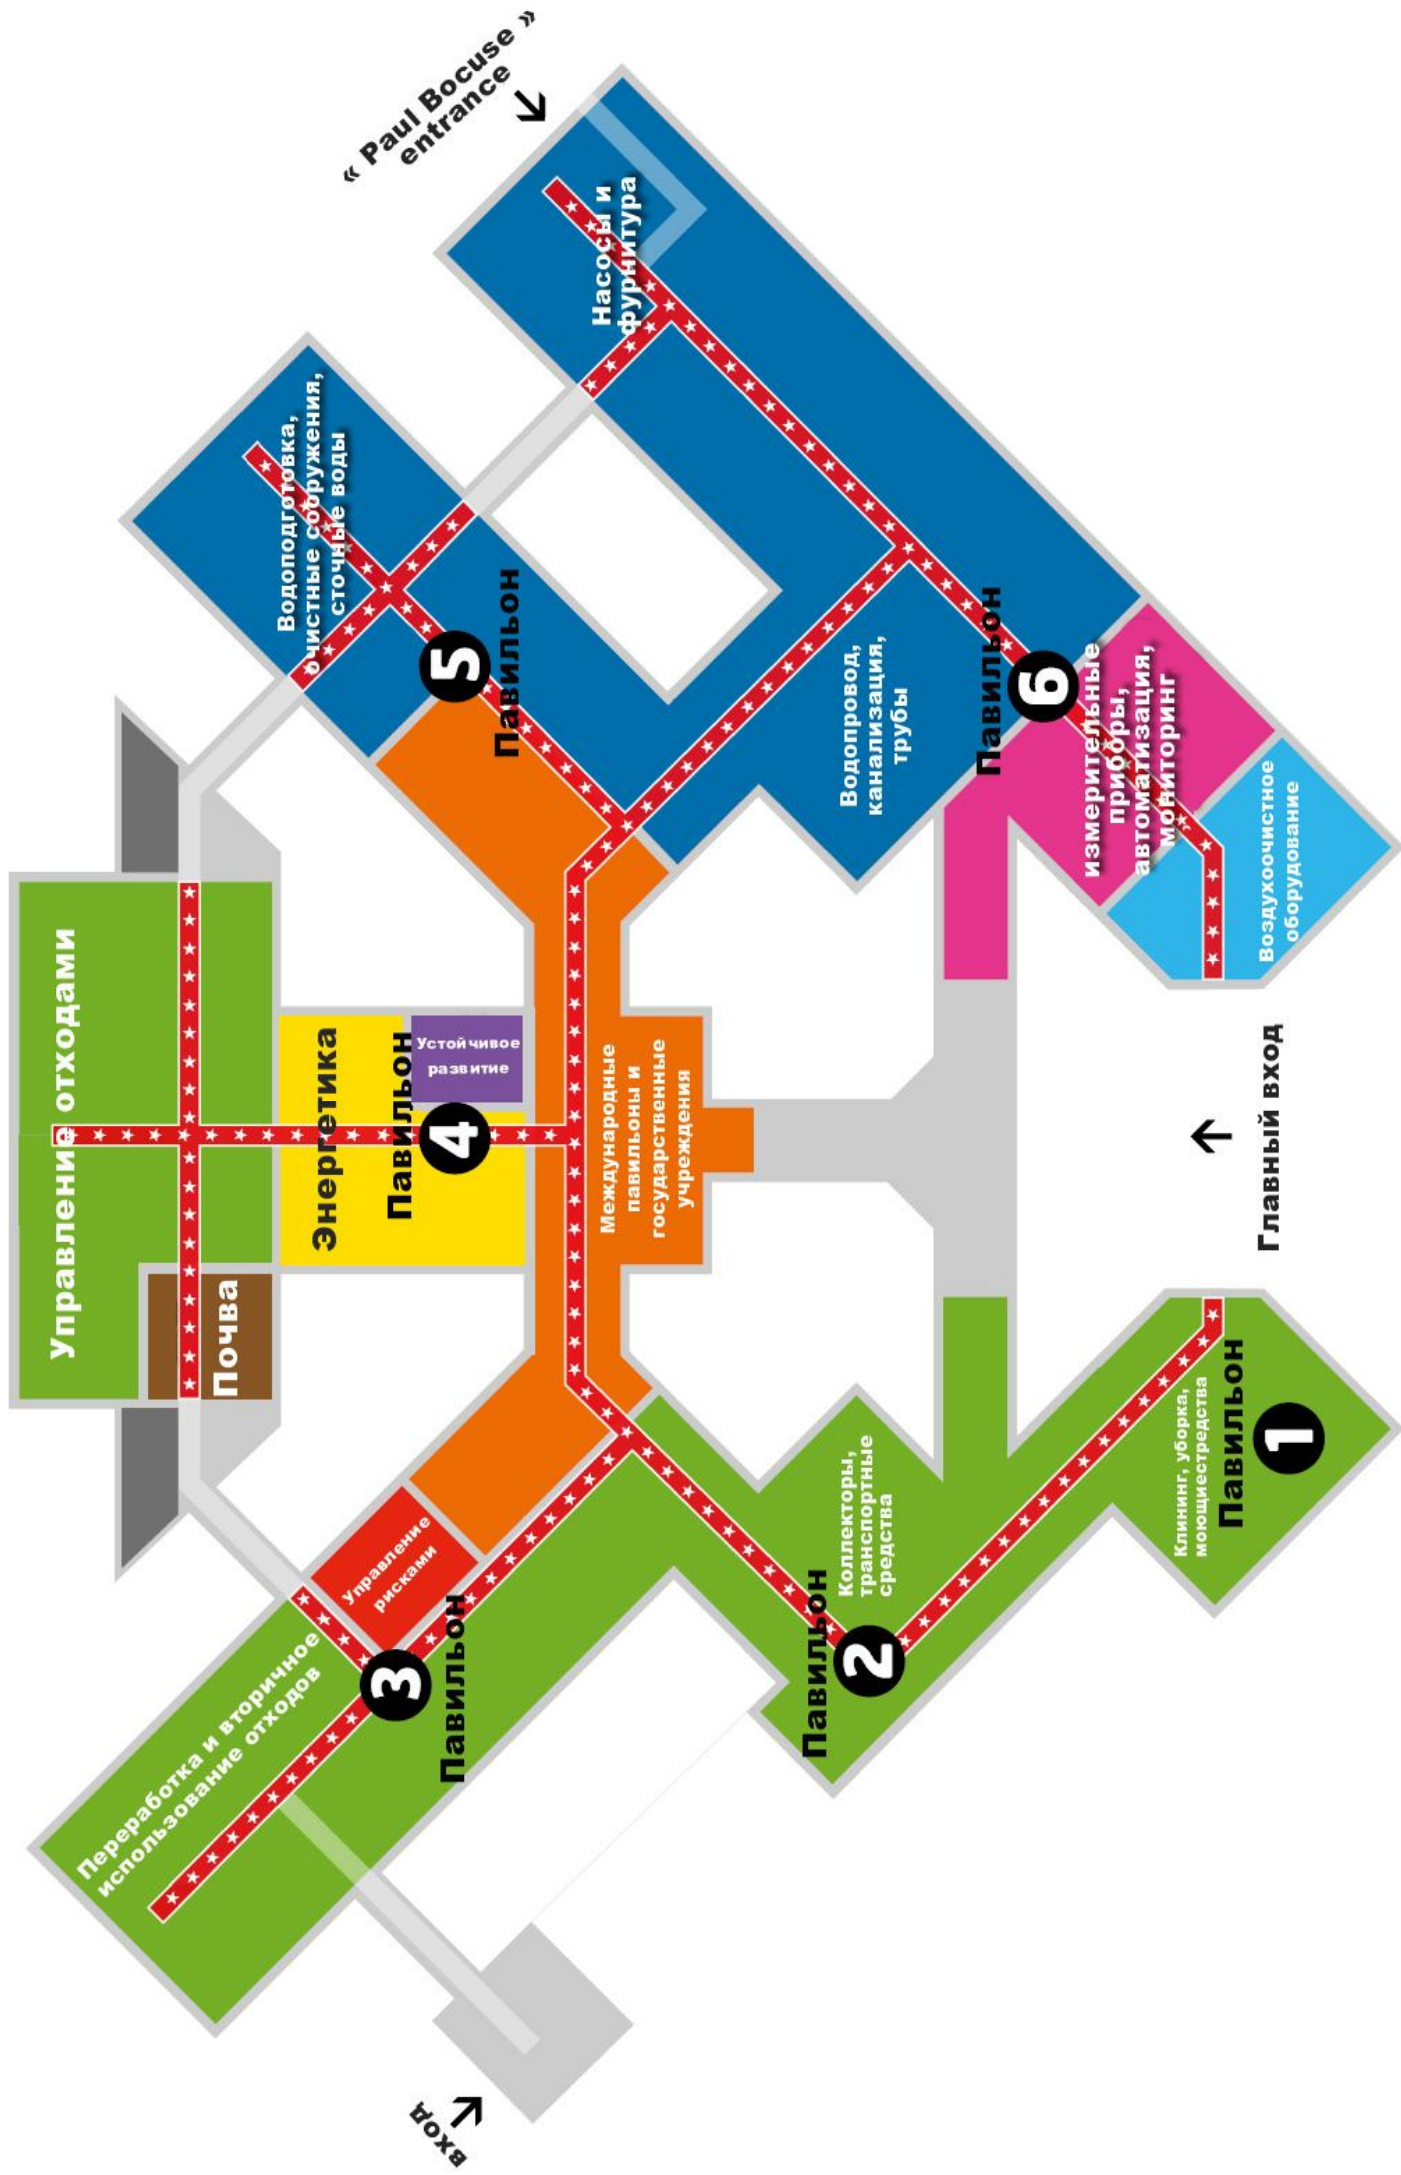 « Paul Bocuse »
entrance
Насосы и
фурнитура
Водоподготовка,
очистные сооружения,
сточные воды
5
Павильон
Водопровод,
канализация,
трубы
Павильон
6
измерительные
приборы,
автоматизация,
мониторинг
Воздухоочистное
оборудование
Управление отходами
Энергетика
Павильон
4
Устойчивое
развитие
Международные
павильоны и
государственные
учреждения
Главный вход
Почва
Управление
рисками
Переработка и вторичное
использование отходов
3
Павильон
Коллекторы,
транспортные
средства
Павильон
2
Клининг, уборка,
моющиестредства
Павильон
1
вход